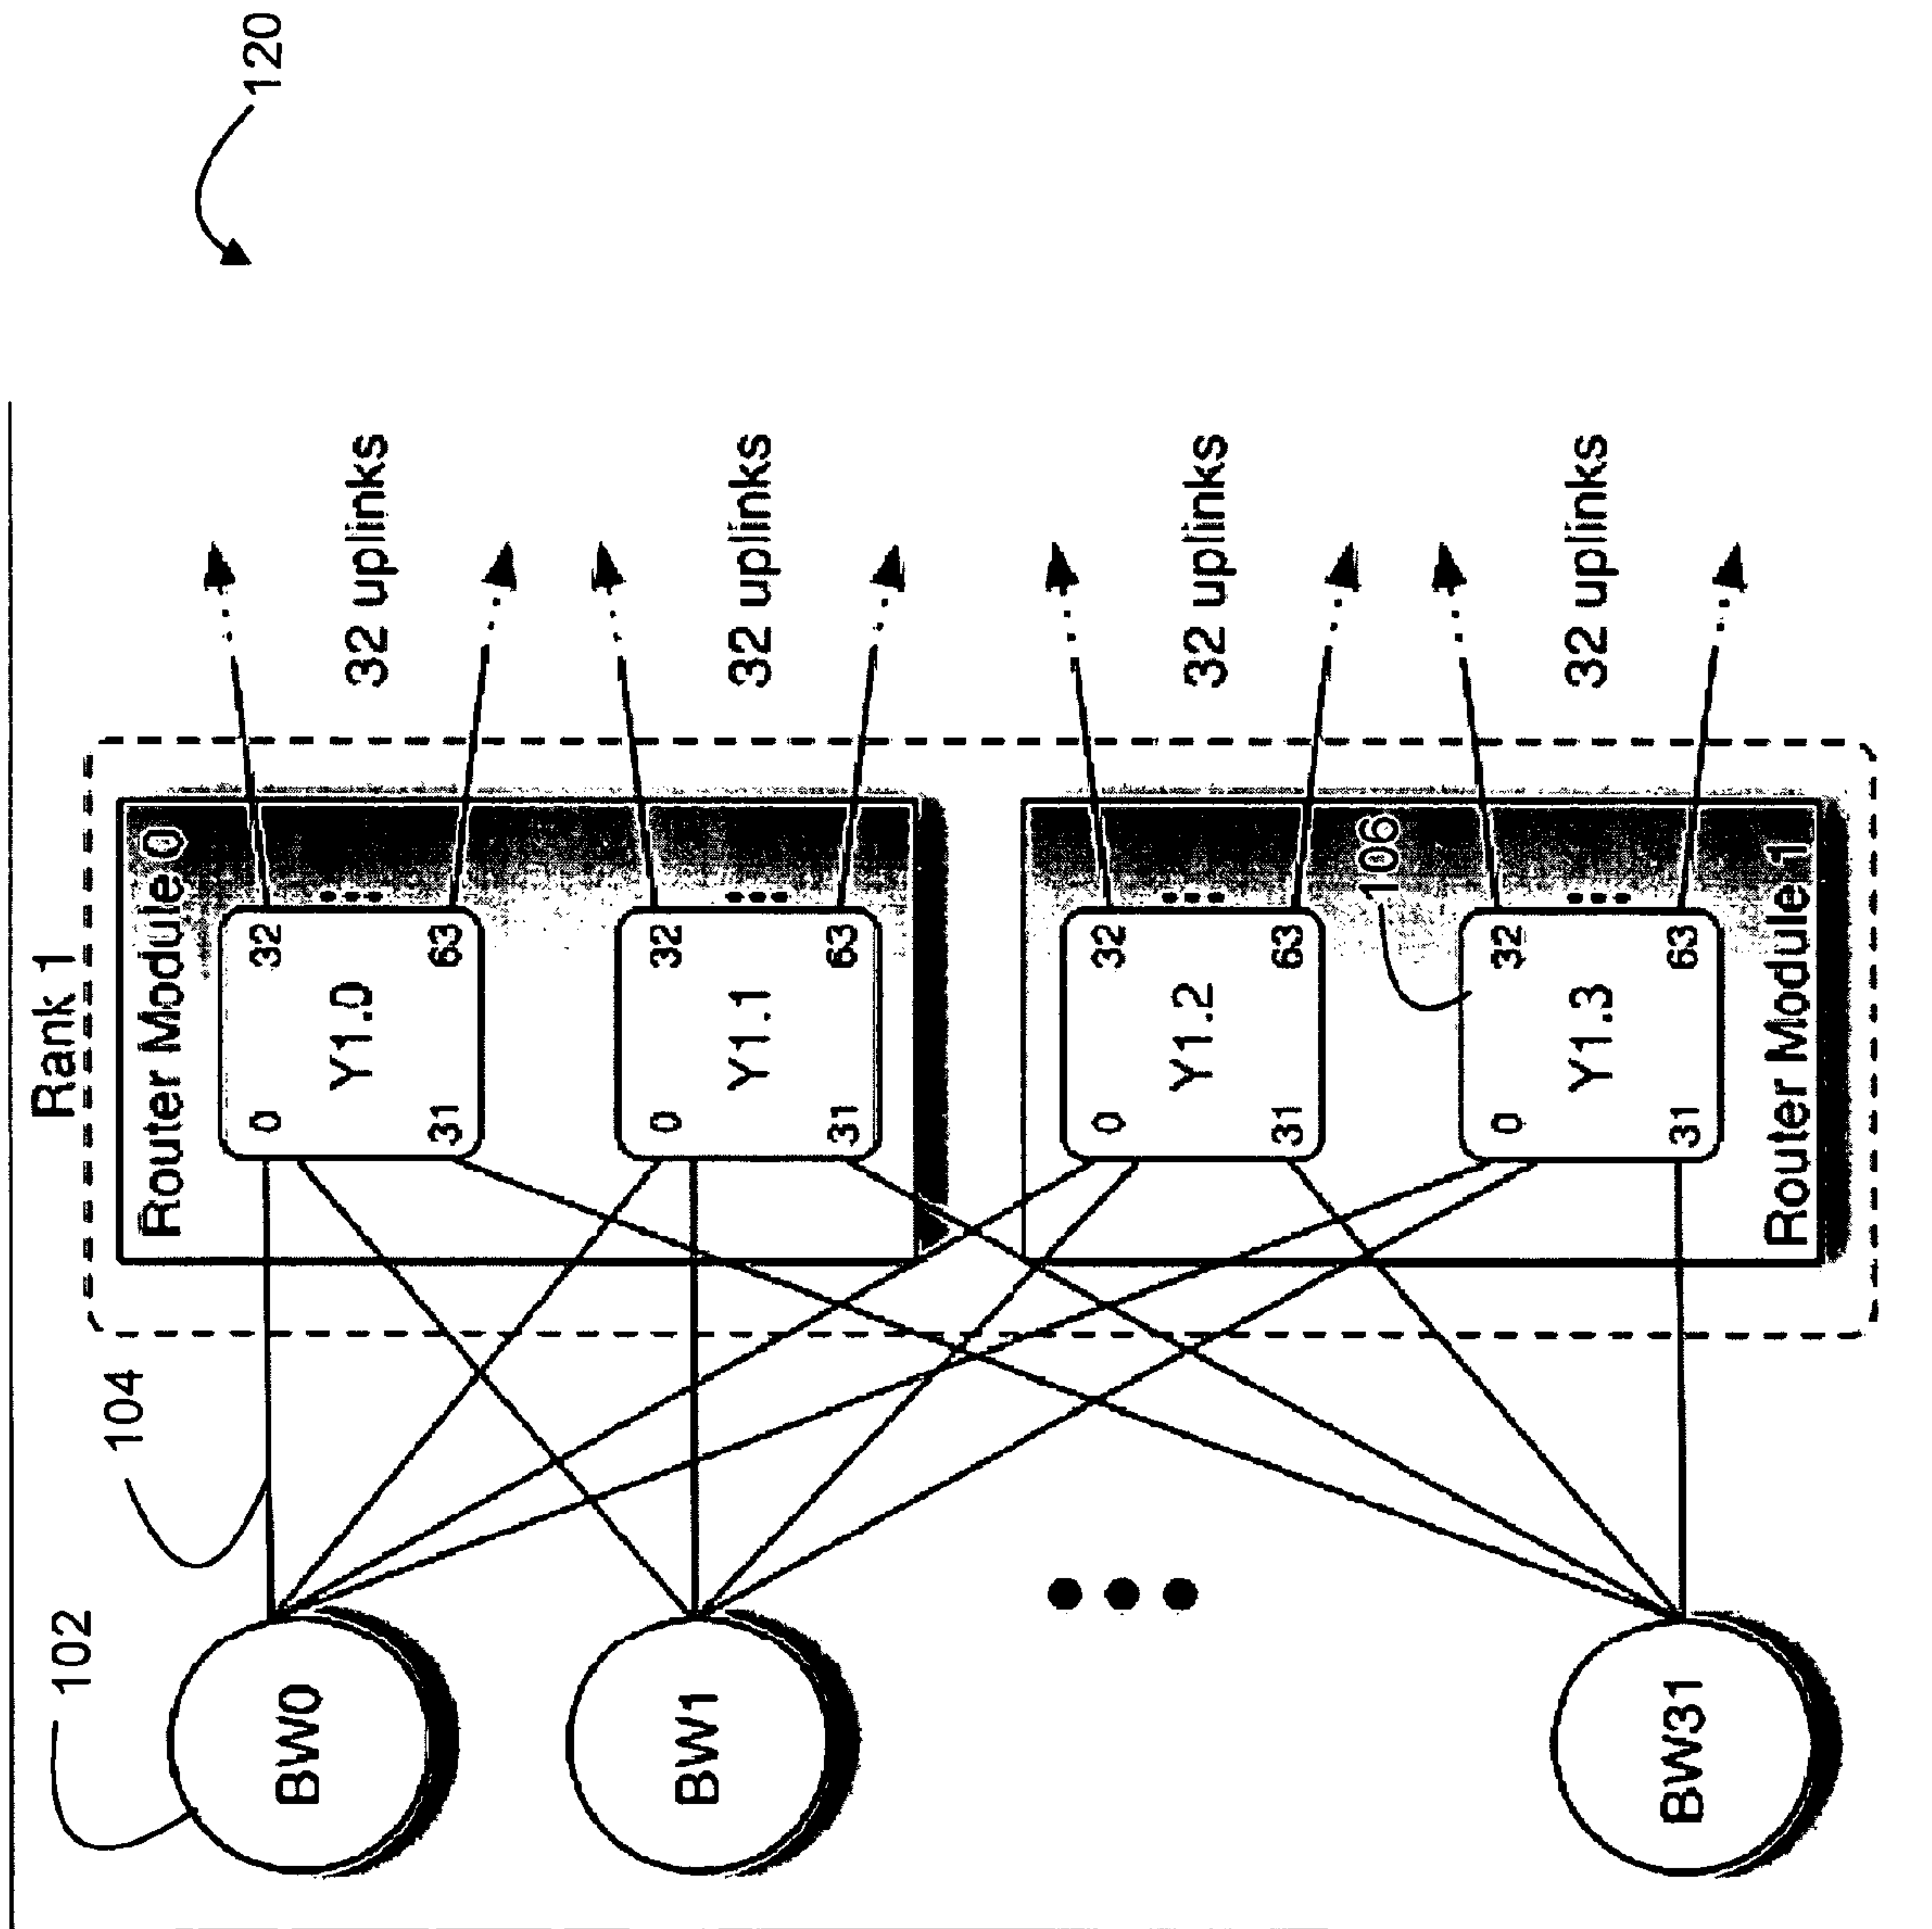 120
Rank 1
Router Module 0
0
32
Y1.0
31
63
32 uplinks
0
32
Y1.1
31
63
32 uplinks
0
32
Y1.2
31
63
32 uplinks
106
0
32
Y1.3
31
63
32 uplinks
Router Module 1
104
102
BW0
BW1
BW31